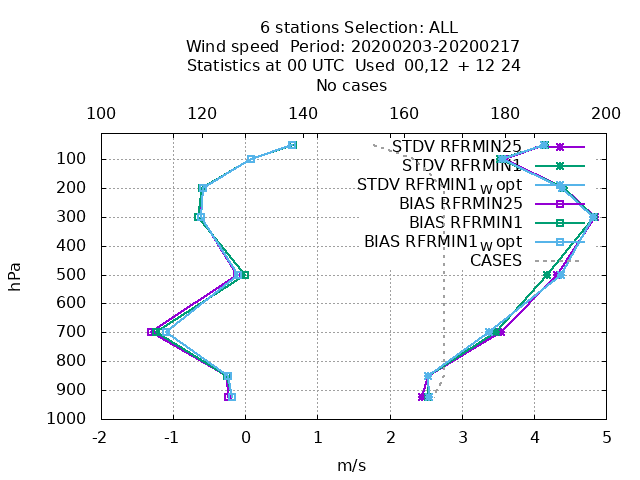 6 stations Selection: ALL
Wind speed  Period: 20200203-20200217
Statistics at 00 UTC  Used  00,12  + 12 24
No cases
100 120 140 160 180 200
STDV RFRMIN25
STDV RFRMIN1
STDV RFRMIN1_w opt
BIAS RFRMIN25
BIAS RFRMIN1
BIAS RFRMIN1_w opt
CASES
100
200
300
400
500
600
700
800
900
1000
hPa
-2 -1 0 1 2 3 4 5
m/s